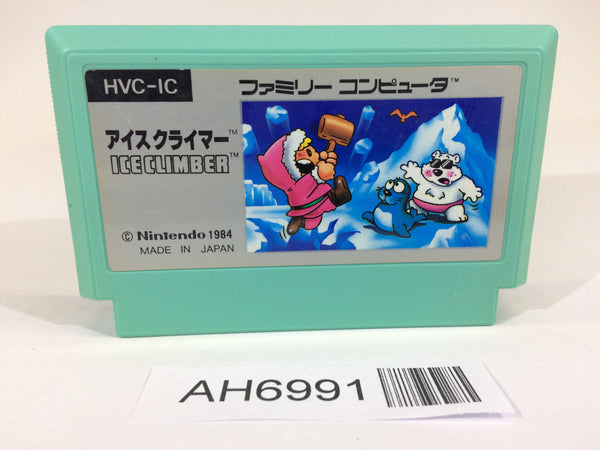 HVC-IC
ファミリー コンピュータ™
アイスクライマー™
ICE CLIMBER™
© Nintendo 1984
MADE IN JAPAN
AH6991